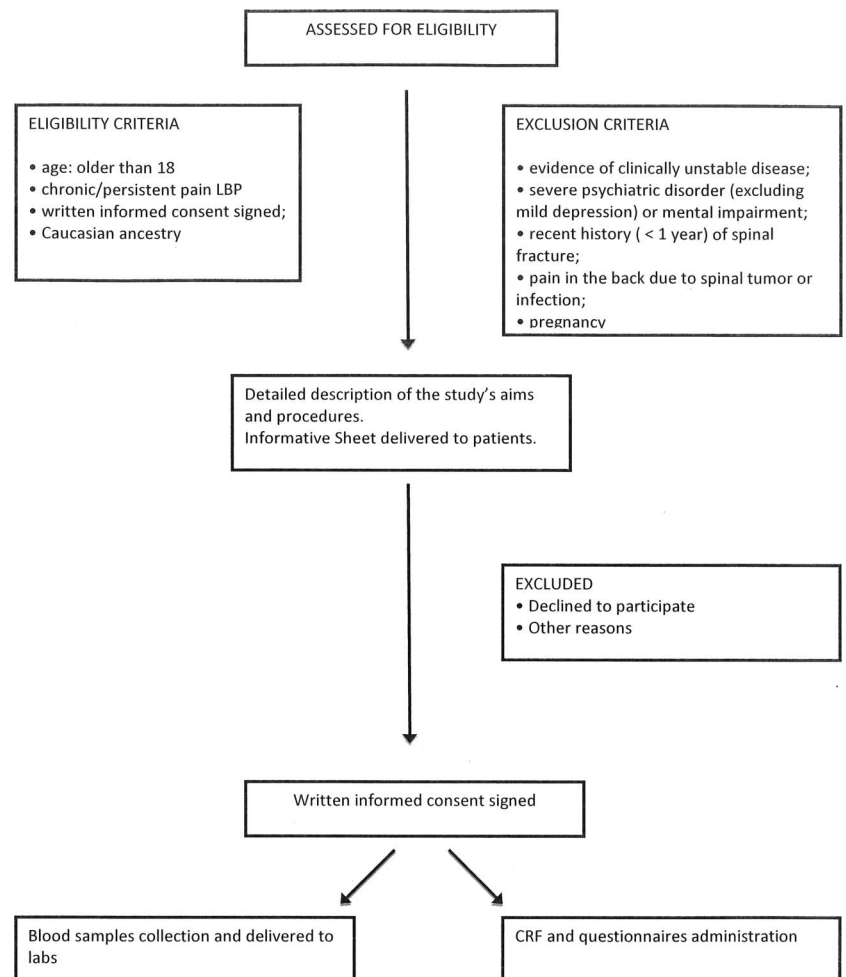 ASSESSED FOR ELIGIBILITY
ELIGIBILITY CRITERIA
• age: older than 18
• chronic/persistent pain LBP
• written informed consent signed;
• Caucasian ancestry
EXCLUSION CRITERIA
• evidence of clinically unstable disease;
• severe psychiatric disorder (excluding
mild depression) or mental impairment;
• recent history ( < 1 year) of spinal
fracture;
• pain in the back due to spinal tumor or
infection;
• pregnancy
Detailed description of the study's aims
and procedures.
Informative Sheet delivered to patients.
EXCLUDED
• Declined to participate
• Other reasons
Written informed consent signed
Blood samples collection and delivered to
labs
CRF and questionnaires administration